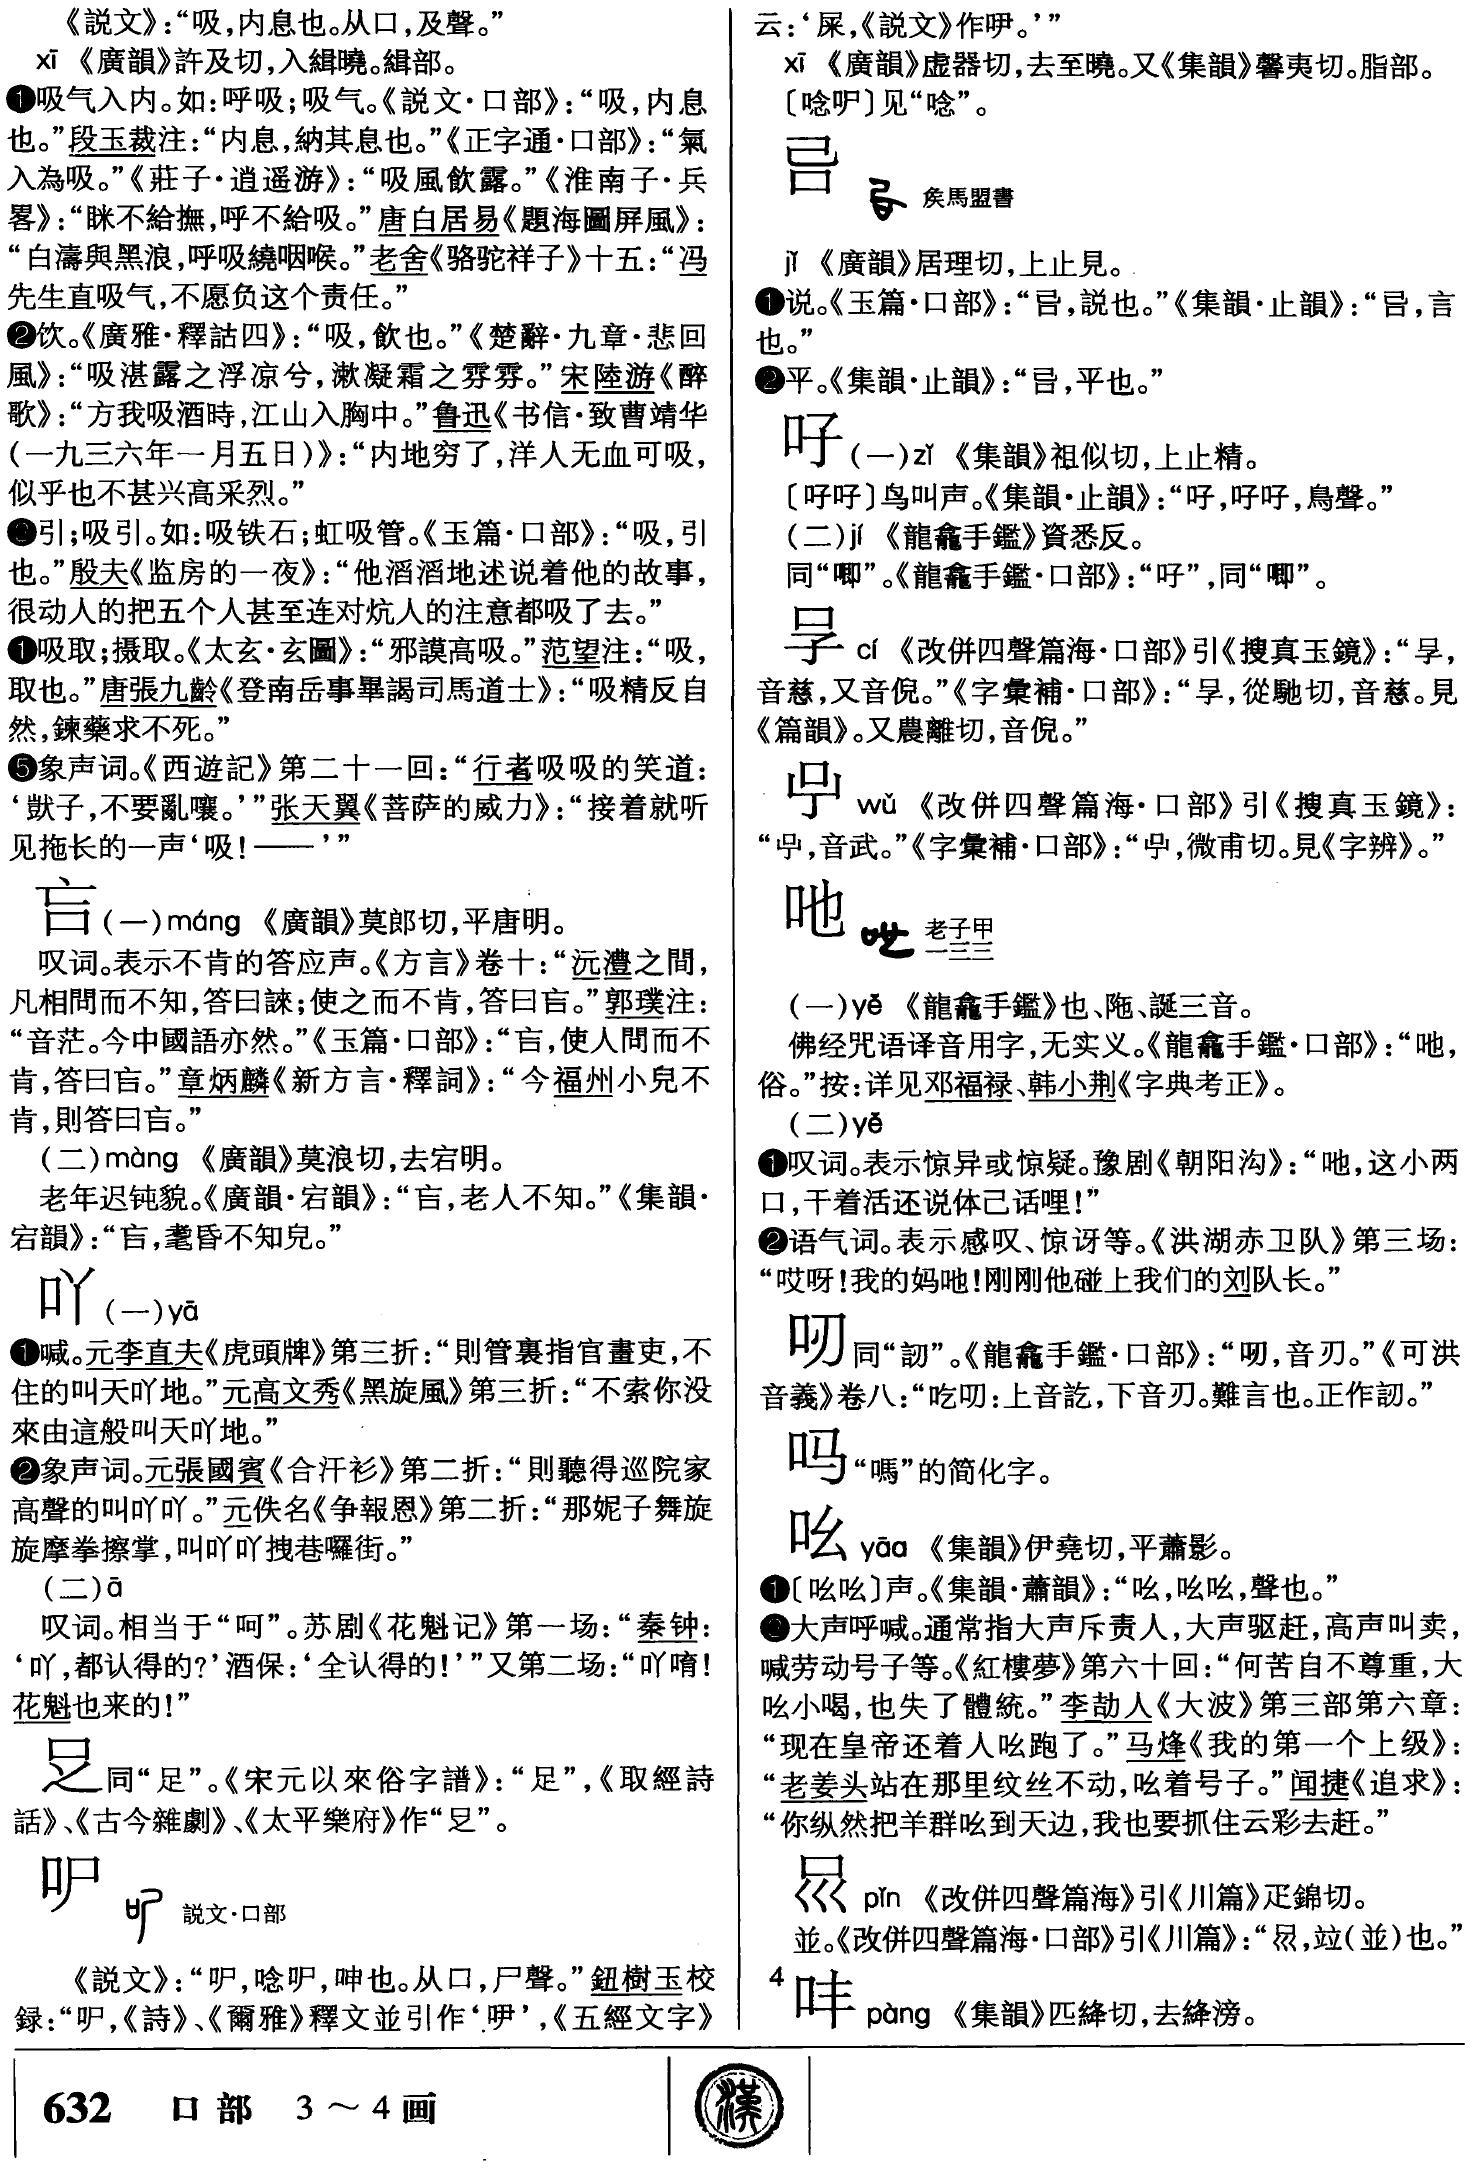 《説文》：“吸，内息也。从口，及聲。”
xī 《廣韻》許及切，入緝曉。緝部。
❶吸气入内。如：呼吸；吸气。《説文·口部》：“吸，内息
也。”段玉裁注：“内息，納其息也。”《正字通·口部》：“氣
入為吸。”《莊子·逍遥游》：“吸風飲露。”《淮南子·兵
畧》：“眯不給撫，呼不給吸。”唐白居易《題海圖屏風》：
“白濤與黑浪，呼吸繞咽喉。”老舍《骆驼祥子》十五：“冯
先生直吸气，不愿负这个责任。”
❷饮。《廣雅·釋詁四》：“吸，飲也。”《楚辭·九章·悲回
風》：“吸湛露之浮凉兮，漱凝霜之雰雰。”宋陸游《醉
歌》：“方我吸酒時，江山入胸中。”鲁迅《书信·致曹靖华
(一九三六年一月五日)》：“内地穷了，洋人无血可吸，
似乎也不甚兴高采烈。”
❸引；吸引。如：吸铁石；虹吸管。《玉篇·口部》：“吸，引
也。”殷夫《监房的一夜》：“他滔滔地述说着他的故事，
很动人的把五个人甚至连对炕人的注意都吸了去。”
❶吸取；摄取。《太玄·玄圖》：“邪謨高吸。”范望注：“吸，
取也。”唐張九齡《登南岳事畢謁司馬道士》：“吸精反自
然，鍊藥求不死。”
❺象声词。《西遊記》第二十一回：“行者吸吸的笑道：
‘獃子，不要亂嚷。’”张天翼《菩萨的威力》：“接着就听
见拖长的一声‘吸！——’”
吂(一)máng 《廣韻》莫郎切，平唐明。
叹词。表示不肯的答应声。《方言》卷十：“沅澧之間，
凡相問而不知，答曰誺；使之而不肯，答曰吂。”郭璞注：
“音茫。今中國語亦然。”《玉篇·口部》：“吂，使人問而不
肯，答曰吂。”章炳麟《新方言·釋詞》：“今福州小兒不
肯，則答曰吂。”
(二)màng 《廣韻》莫浪切，去宕明。
老年迟钝貌。《廣韻·宕韻》：“吂，老人不知。”《集韻·
宕韻》：“吂，耄昏不知皃。”
吖(一)yā
❶喊。元李直夫《虎頭牌》第三折：“則管裏指官畫吏，不
住的叫天吖地。”元高文秀《黑旋風》第三折：“不索你没
來由這般叫天吖地。”
❷象声词。元張國賓《合汗衫》第二折：“則聽得巡院家
高聲的叫吖吖。”元佚名《争報恩》第二折：“那妮子舞旋
旋摩拳擦掌，叫吖吖拽巷囉街。”
(二)ā
叹词。相当于“呵”。苏剧《花魁记》第一场：“秦钟：
‘吖，都认得的？’酒保：‘全认得的！’”又第二场：“吖唷！
花魁也来的！”
同“足”。《宋元以來俗字譜》：“足”，《取經詩
話》、《古今雜劇》、《太平樂府》作“𧾷”。
吚 説文·口部
《説文》：“吚，唸吚，呻也。从口，尸聲。”鈕樹玉校
録：“吚，《詩》、《爾雅》釋文並引作‘㕧’，《五經文字》
云：‘屎，《説文》作吚。’”
xī 《廣韻》虚器切，去至曉。又《集韻》馨夷切。脂部。
〔唸吚〕见“唸”。
㠱 侯馬盟書
jǐ 《廣韻》居理切，上止見。
❶说。《玉篇·口部》：“㠱，説也。”《集韻·止韻》：“㠱，言
也。”
❷平。《集韻·止韻》：“㠱，平也。”
吇(一)zǐ 《集韻》祖似切，上止精。
〔吇吇〕鸟叫声。《集韻·止韻》：“吇，吇吇，鳥聲。”
(二)jí 《龍龕手鑑》資悉反。
同“唧”。《龍龕手鑑·口部》：“吇”，同“唧”。
㝒 cí 《改併四聲篇海·口部》引《搜真玉鏡》：“㝒，
音慈，又音倪。”《字彙補·口部》：“㝒，從馳切，音慈。見
《篇韻》。又農離切，音倪。”
wǔ 《改併四聲篇海·口部》引《搜真玉鏡》：
“，音武。”《字彙補·口部》：“，微甫切。見《字辨》。”
吔 老子甲
一三三
(一)yě 《龍龕手鑑》也、陁、誕三音。
佛经咒语译音用字，无实义。《龍龕手鑑·口部》：“吔，
俗。”按：详见邓福禄、韩小荆《字典考正》。
(二)yě
❶叹词。表示惊异或惊疑。豫剧《朝阳沟》：“吔，这小两
口，干着活还说体己话哩！”
❷语气词。表示感叹、惊讶等。《洪湖赤卫队》第三场：
“哎呀！我的妈吔！刚刚他碰上我们的刘队长。”
㕴同“訒”。《龍龕手鑑·口部》：“㕴，音刃。”《可洪
音義》卷八：“吃㕴：上音訖，下音刃。難言也。正作訒。”
吗“嗎”的简化字。
吆 yāo 《集韻》伊堯切，平蕭影。
❶〔吆吆〕声。《集韻·蕭韻》：“吆，吆吆，聲也。”
❷大声呼喊。通常指大声斥责人，大声驱赶，高声叫卖，
喊劳动号子等。《紅樓夢》第六十回：“何苦自不尊重，大
吆小喝，也失了體統。”李劼人《大波》第三部第六章：
“现在皇帝还着人吆跑了。”马烽《我的第一个上级》：
“老姜头站在那里纹丝不动，吆着号子。”闻捷《追求》：
“你纵然把羊群吆到天边，我也要抓住云彩去赶。”
pǐn 《改併四聲篇海》引《川篇》疋錦切。
並。《改併四聲篇海·口部》引《川篇》：“，竝(並)也。”
4 㕩 pàng 《集韻》匹絳切，去絳滂。
632 口部 3～4画
漢